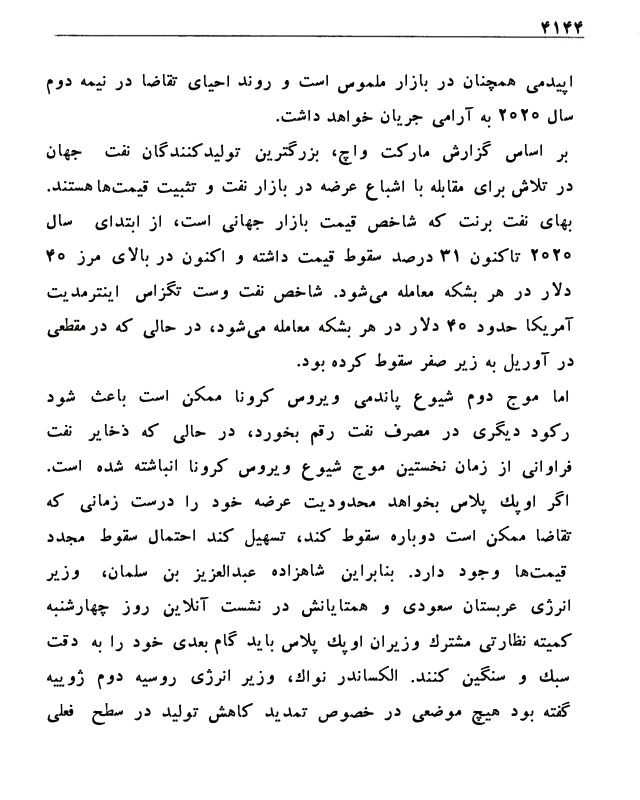 ۴۱۴۴
اپیدمی همچنان در بازار ملموس است و روند احیای تقاضا در نیمه دوم
سال ۲۰۲۰ به آرامی جریان خواهد داشت.
بر اساس گزارش مارکت واچ، بزرگترین تولیدکنندگان نفت جهان
در تلاش برای مقابله با اشباع عرضه در بازار نفت و تثبیت قیمت‌ها هستند.
بهای نفت برنت که شاخص قیمت بازار جهانی است، از ابتدای سال
۲۰۲۰ تاکنون ۳۱ درصد سقوط قیمت داشته و اکنون در بالای مرز ۴۰
دلار در هر بشکه معامله می‌شود. شاخص نفت وست تگزاس اینترمدیت
آمریکا حدود ۴۰ دلار در هر بشکه معامله می‌شود، در حالی که در مقطعی
در آوریل به زیر صفر سقوط کرده بود.
اما موج دوم شیوع پاندمی ویروس کرونا ممکن است باعث شود
رکود دیگری در مصرف نفت رقم بخورد، در حالی که ذخایر نفت
فراوانی از زمان نخستین موج شیوع ویروس کرونا انباشته شده است.
اگر اوپك پلاس بخواهد محدودیت عرضه خود را درست زمانی که
تقاضا ممکن است دوباره سقوط کند، تسهیل کند احتمال سقوط مجدد
قیمت‌ها وجود دارد. بنابراین شاهزاده عبدالعزیز بن سلمان، وزیر
انرژی عربستان سعودی و همتایانش در نشست آنلاین روز چهارشنبه
کمیته نظارتی مشترك وزیران اوپك پلاس باید گام بعدی خود را به دقت
سبك و سنگین کنند. الکساندر نواك، وزیر انرژی روسیه دوم ژوییه
گفته بود هیچ موضعی در خصوص تمدید کاهش تولید در سطح فعلی